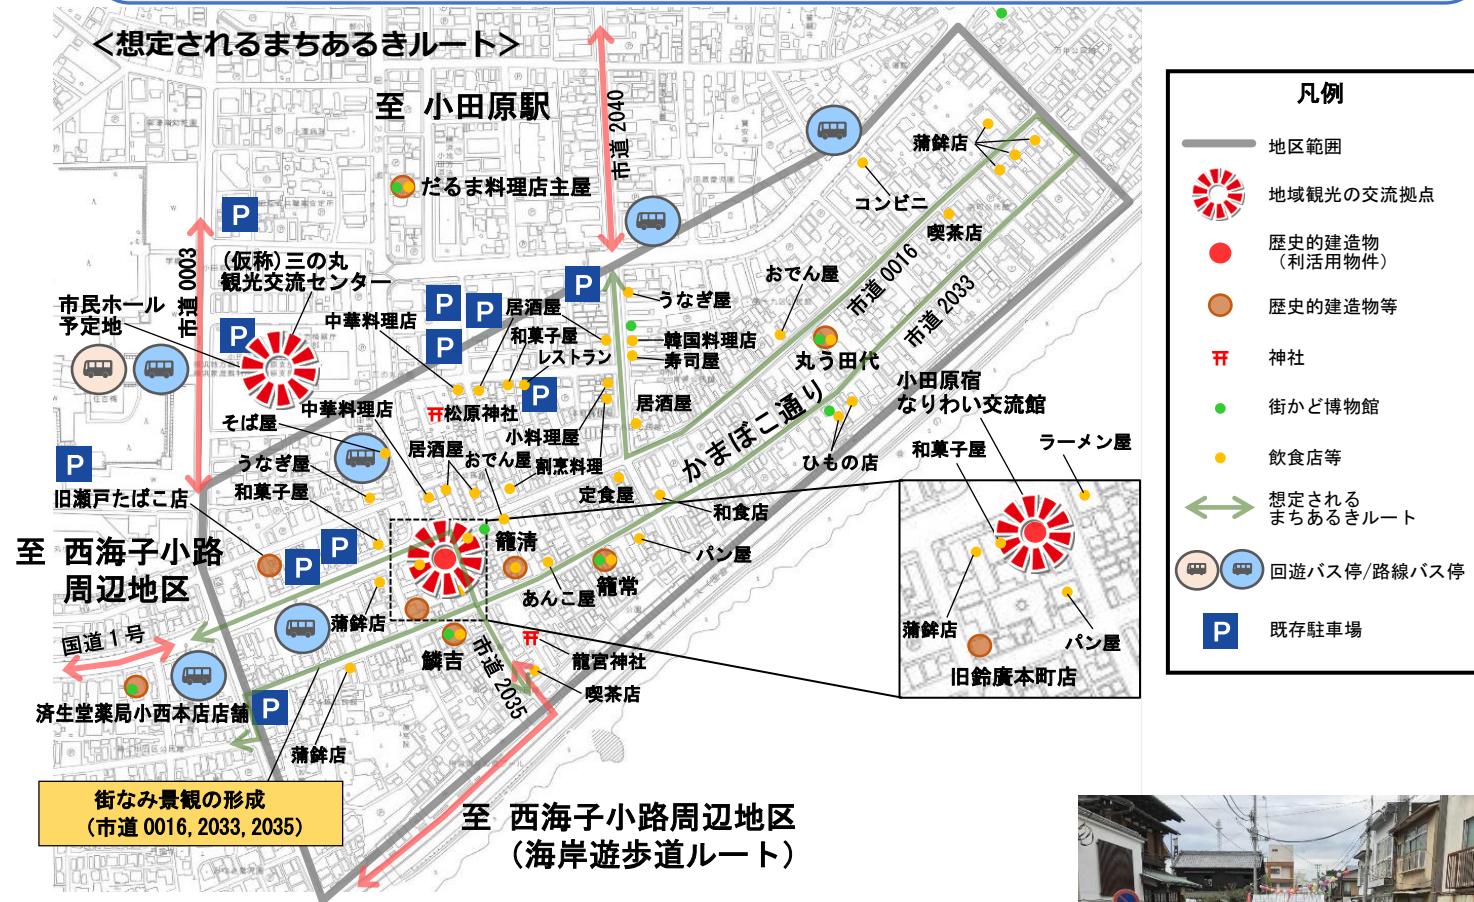 <想定されるまちあるきルート>
至 小田原駅
市道 2040
蒲鉾店
だるま料理店主屋
コンビニ
喫茶店
P
市道 0003
(仮称)三の丸
観光交流センター
市民ホール
予定地
P
P
P
P
P
居酒屋
中華料理店
和菓子屋
レストラン
うなぎ屋
韓国料理店
寿司屋
おでん屋
市道 0016
市道 2033
丸う田代
小田原宿
なりわい交流館
P
松原神社
中華料理店
そば屋
居酒屋
小料理屋
居酒屋
おでん屋
割烹料理
かまぼこ通り
ひもの店
和菓子屋
ラーメン屋
P
うなぎ屋
和菓子屋
旧瀬戸たばこ店
定食屋
和食店
至 西海子小路
周辺地区
P
P
籠清
パン屋
籠常
あんこ屋
蒲鉾店
国道1号
鱗吉
市道 2035
龍宮神社
喫茶店
蒲鉾店
パン屋
旧鈴廣本町店
済生堂薬局小西本店店舗
P
蒲鉾店
街なみ景観の形成
(市道 0016, 2033, 2035)
至 西海子小路周辺地区
(海岸遊歩道ルート)
凡例
地区範囲
地域観光の交流拠点
歴史的建造物
(利活用物件)
歴史的建造物等
神社
街かど博物館
飲食店等
想定される
まちあるきルート
回遊バス停/路線バス停
P
既存駐車場